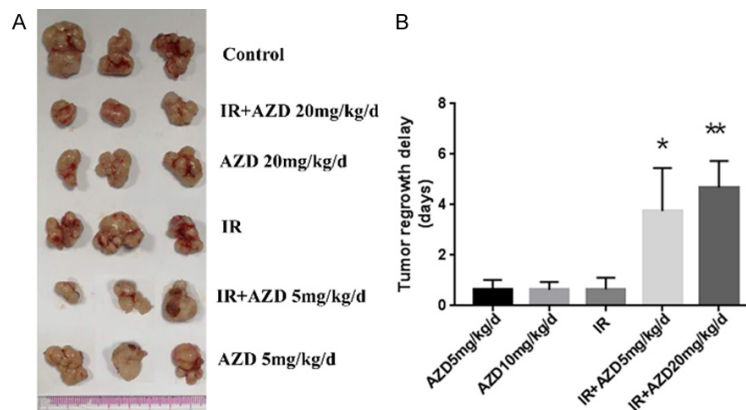 A
Control
IR+AZD 20mg/kg/d
AZD 20mg/kg/d
IR
IR+AZD 5mg/kg/d
AZD 5mg/kg/d
B
Tumor regrowth delay
(days)
8
6
4
2
0
*
**
AZD5mg/kg/d
AZD10mg/kg/d
IR
IR+AZD5mg/kg/d
IR+AZD20mg/kg/d